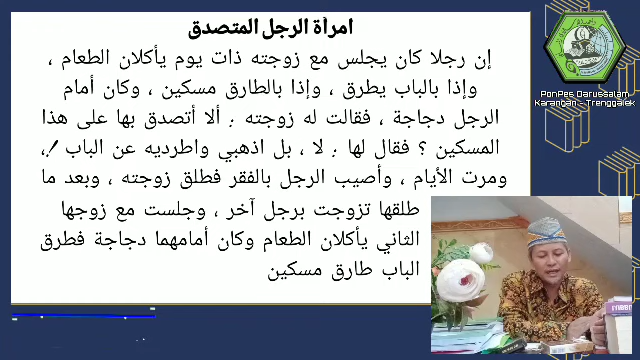 امرأة الرجل المتصدق
إن رجلا كان يجلس مع زوجته ذات يوم يأكلان الطعام ،
وإذا بالباب يطرق ، وإذا بالطارق مسكين ، وكان أمام
الرجل دجاجة ، فقالت له زوجته : ألا أتصدق بها على هذا
المسكين ؟ فقال لها : لا ، بل اذهبي واطرديه عن الباب !،
ومرت الأيام ، وأصيب الرجل بالفقر فطلق زوجته ، وبعد ما
طلقها تزوجت برجل آخر ، وجلست مع زوجها
الثاني يأكلان الطعام وكان أمامهما دجاجة فطرق
الباب طارق مسكين
PonPes Darussalam
Karangan - Trenggalek